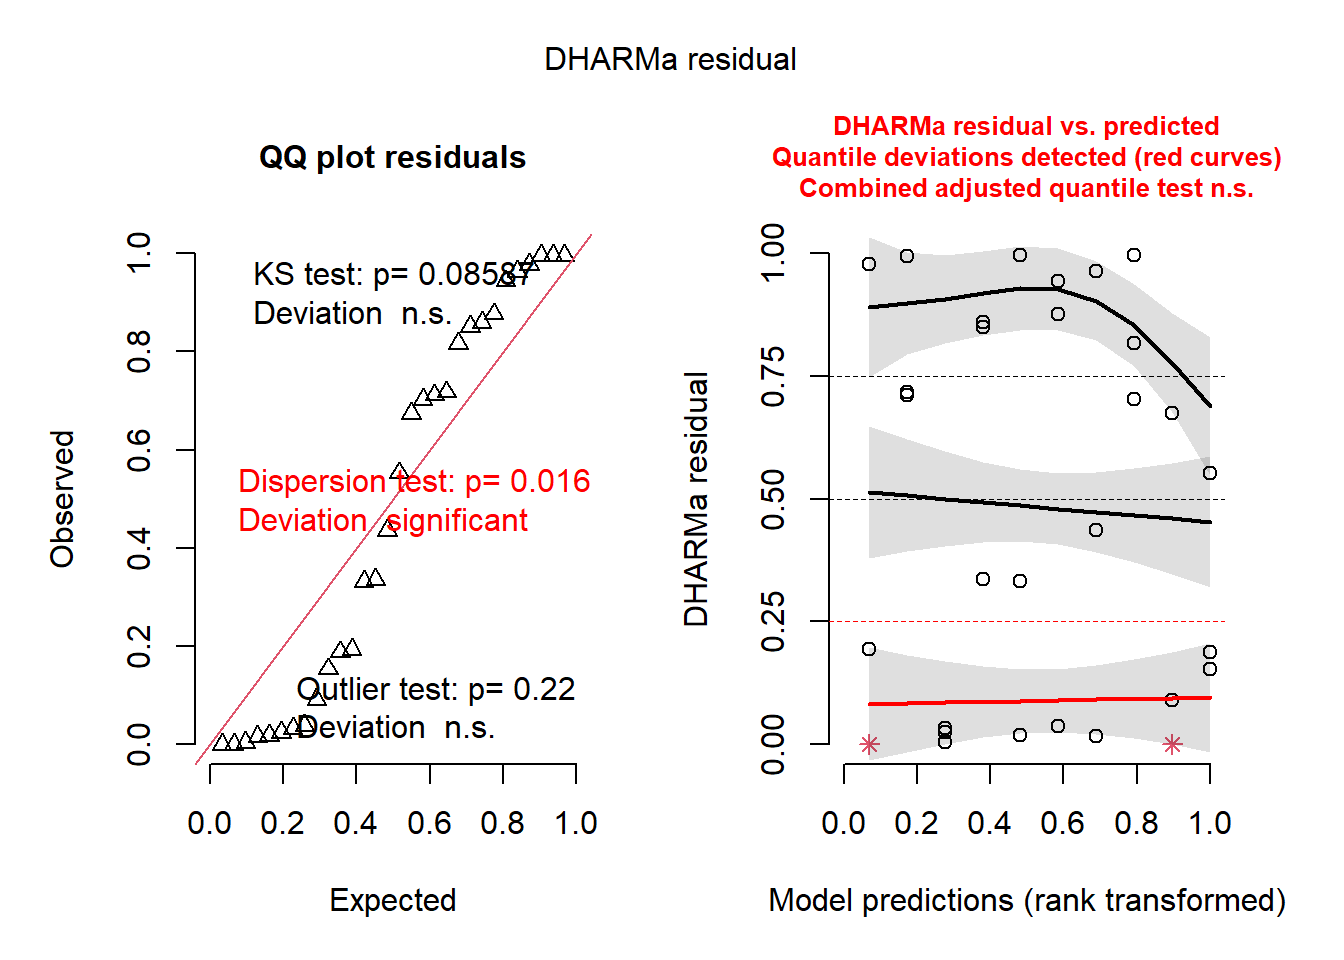 DHARMa residual
QQ plot residuals
KS test: p= 0.08587
Deviation  n.s.
Dispersion test: p= 0.016
Deviation  significant
Outlier test: p= 0.22
Deviation  n.s.
Observed
0.0 0.2 0.4 0.6 0.8 1.0
0.0 0.2 0.4 0.6 0.8 1.0
Expected
DHARMa residual vs. predicted
Quantile deviations detected (red curves)
Combined adjusted quantile test n.s.
DHARMa residual
0.00 0.25 0.50 0.75 1.00
0.0 0.2 0.4 0.6 0.8 1.0
Model predictions (rank transformed)